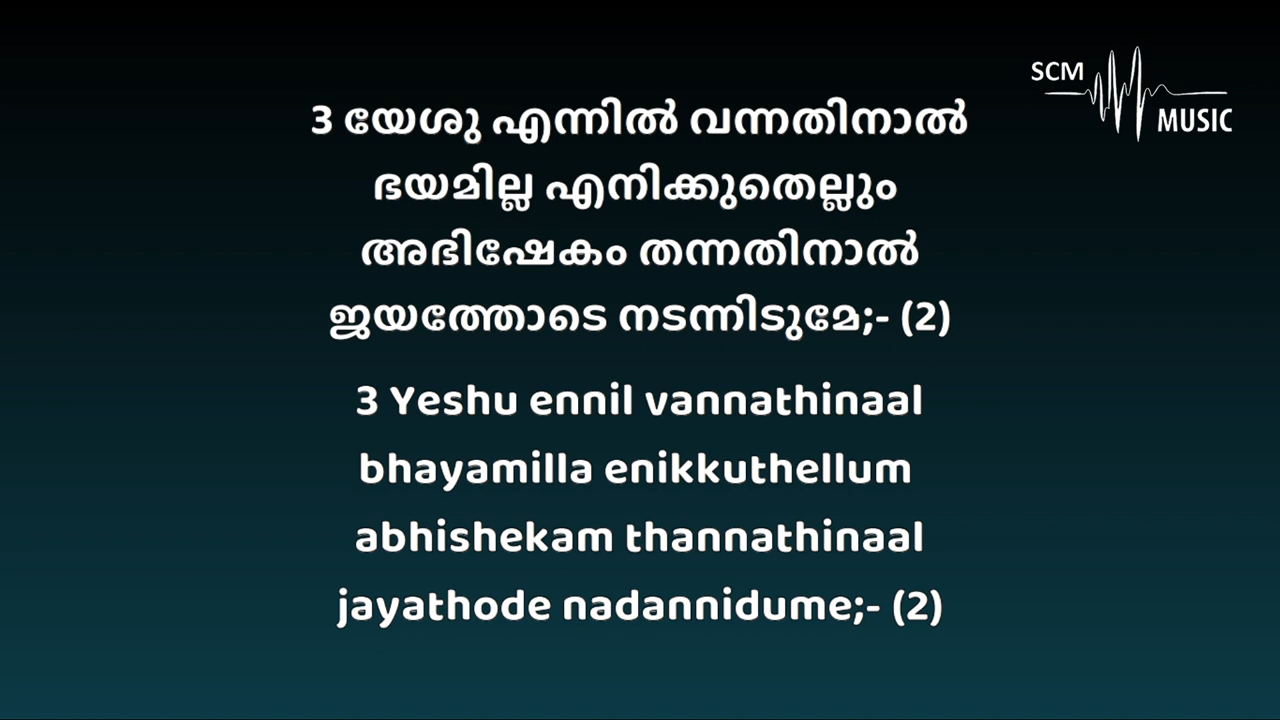 SCM
MUSIC
3 യേശു എന്നിൽ വന്നതിനാൽ
ഭയമില്ല എനിക്കുതെല്ലും
അഭിഷേകം തന്നതിനാൽ
ജയത്തോടെ നടന്നിടുമേ;- (2)
3 Yeshu ennil vannathinaal
bhayamilla enikkuthellum
abhishekam thannathinaal
jayathode nadannidume;- (2)